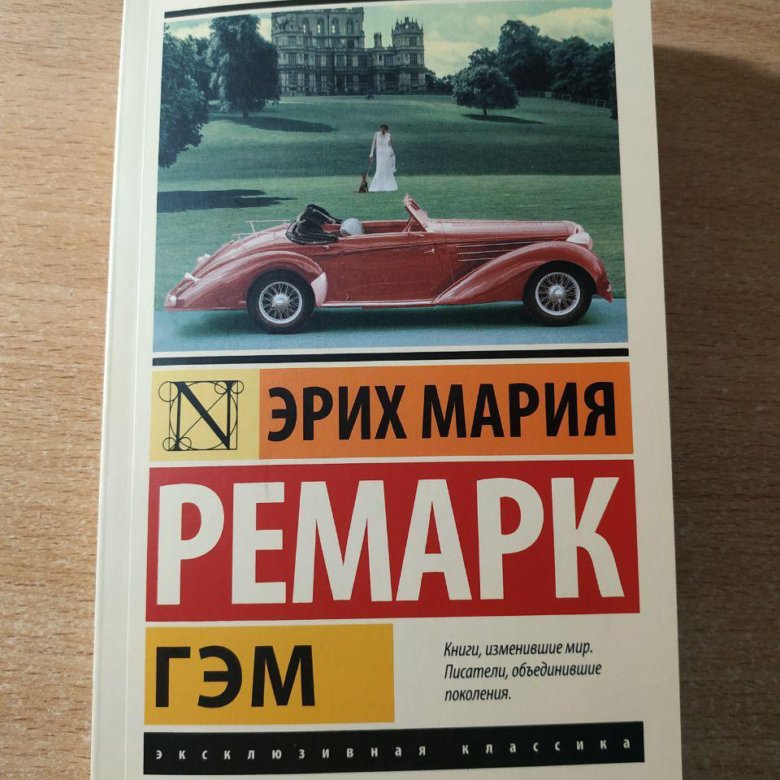 N ЭРИХ МАРИЯ
РЕМАРК
ГЭМ
Книги, изменившие мир.
Писатели, объединившие
поколения.
эксклюзивная классика